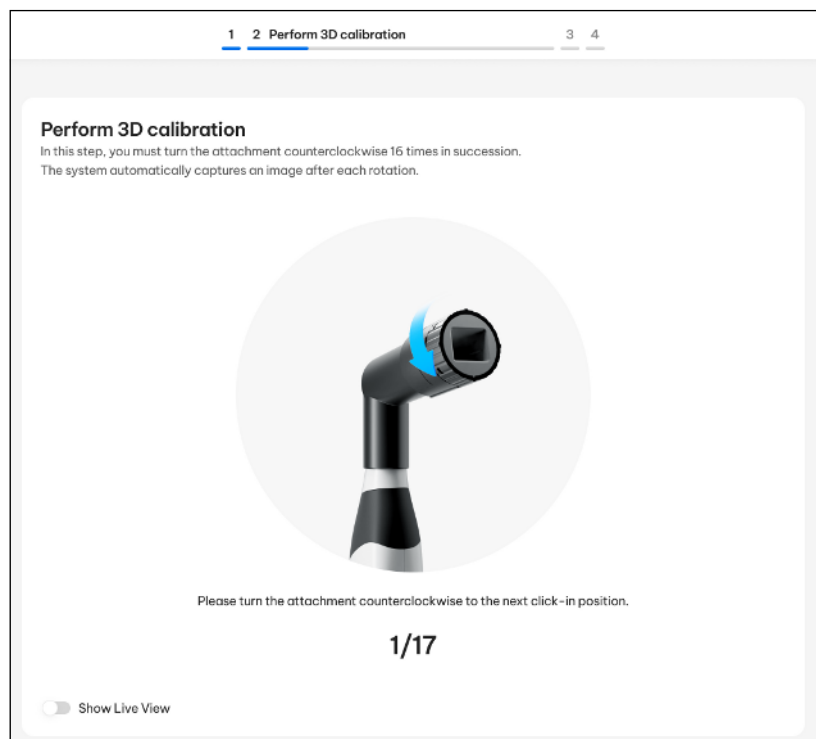 1 2 Perform 3D calibration 3 4
Perform 3D calibration
In this step, you must turn the attachment counterclockwise 16 times in succession.
The system automatically captures an image after each rotation.
Please turn the attachment counterclockwise to the next click-in position.
1/17
Show Live View